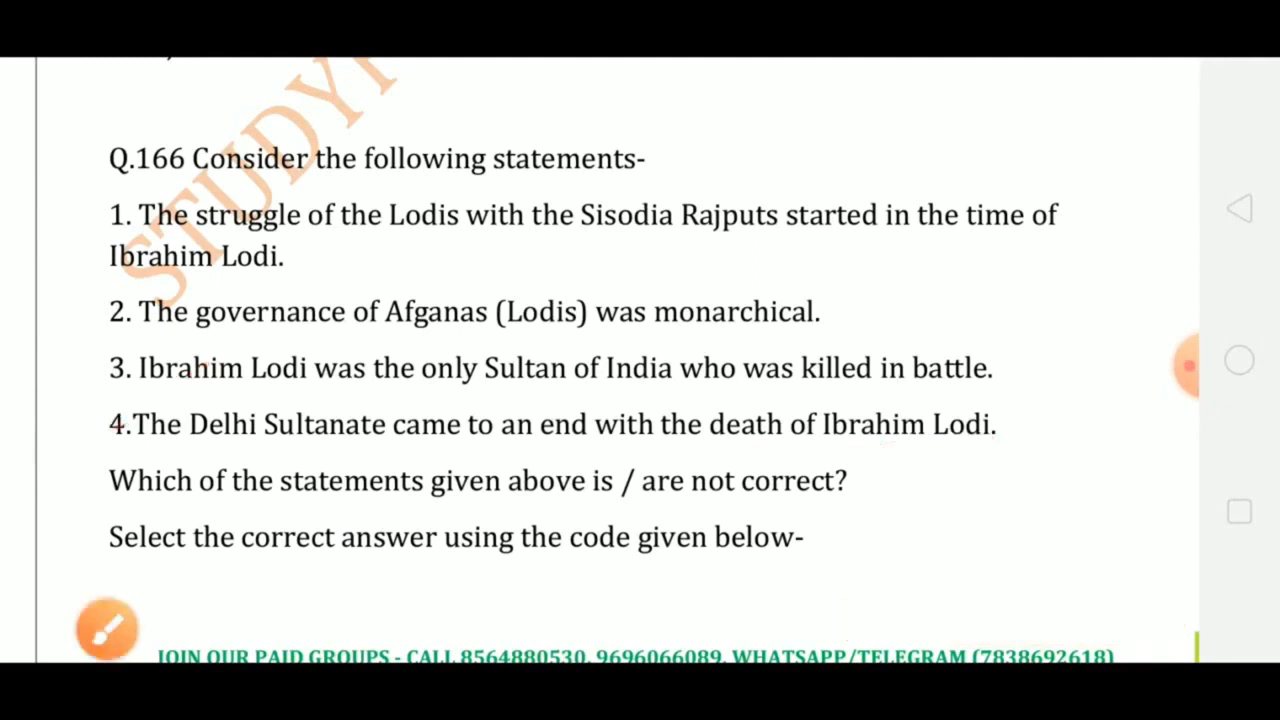 Q.166 Consider the following statements-
1. The struggle of the Lodis with the Sisodia Rajputs started in the time of
Ibrahim Lodi.
2. The governance of Afganas (Lodis) was monarchical.
3. Ibrahim Lodi was the only Sultan of India who was killed in battle.
4.The Delhi Sultanate came to an end with the death of Ibrahim Lodi.
Which of the statements given above is / are not correct?
Select the correct answer using the code given below-
JOIN OUR PAID GROUPS - CALL 8564880530, 9696066089, WHATSAPP/TELEGRAM (7838692618)